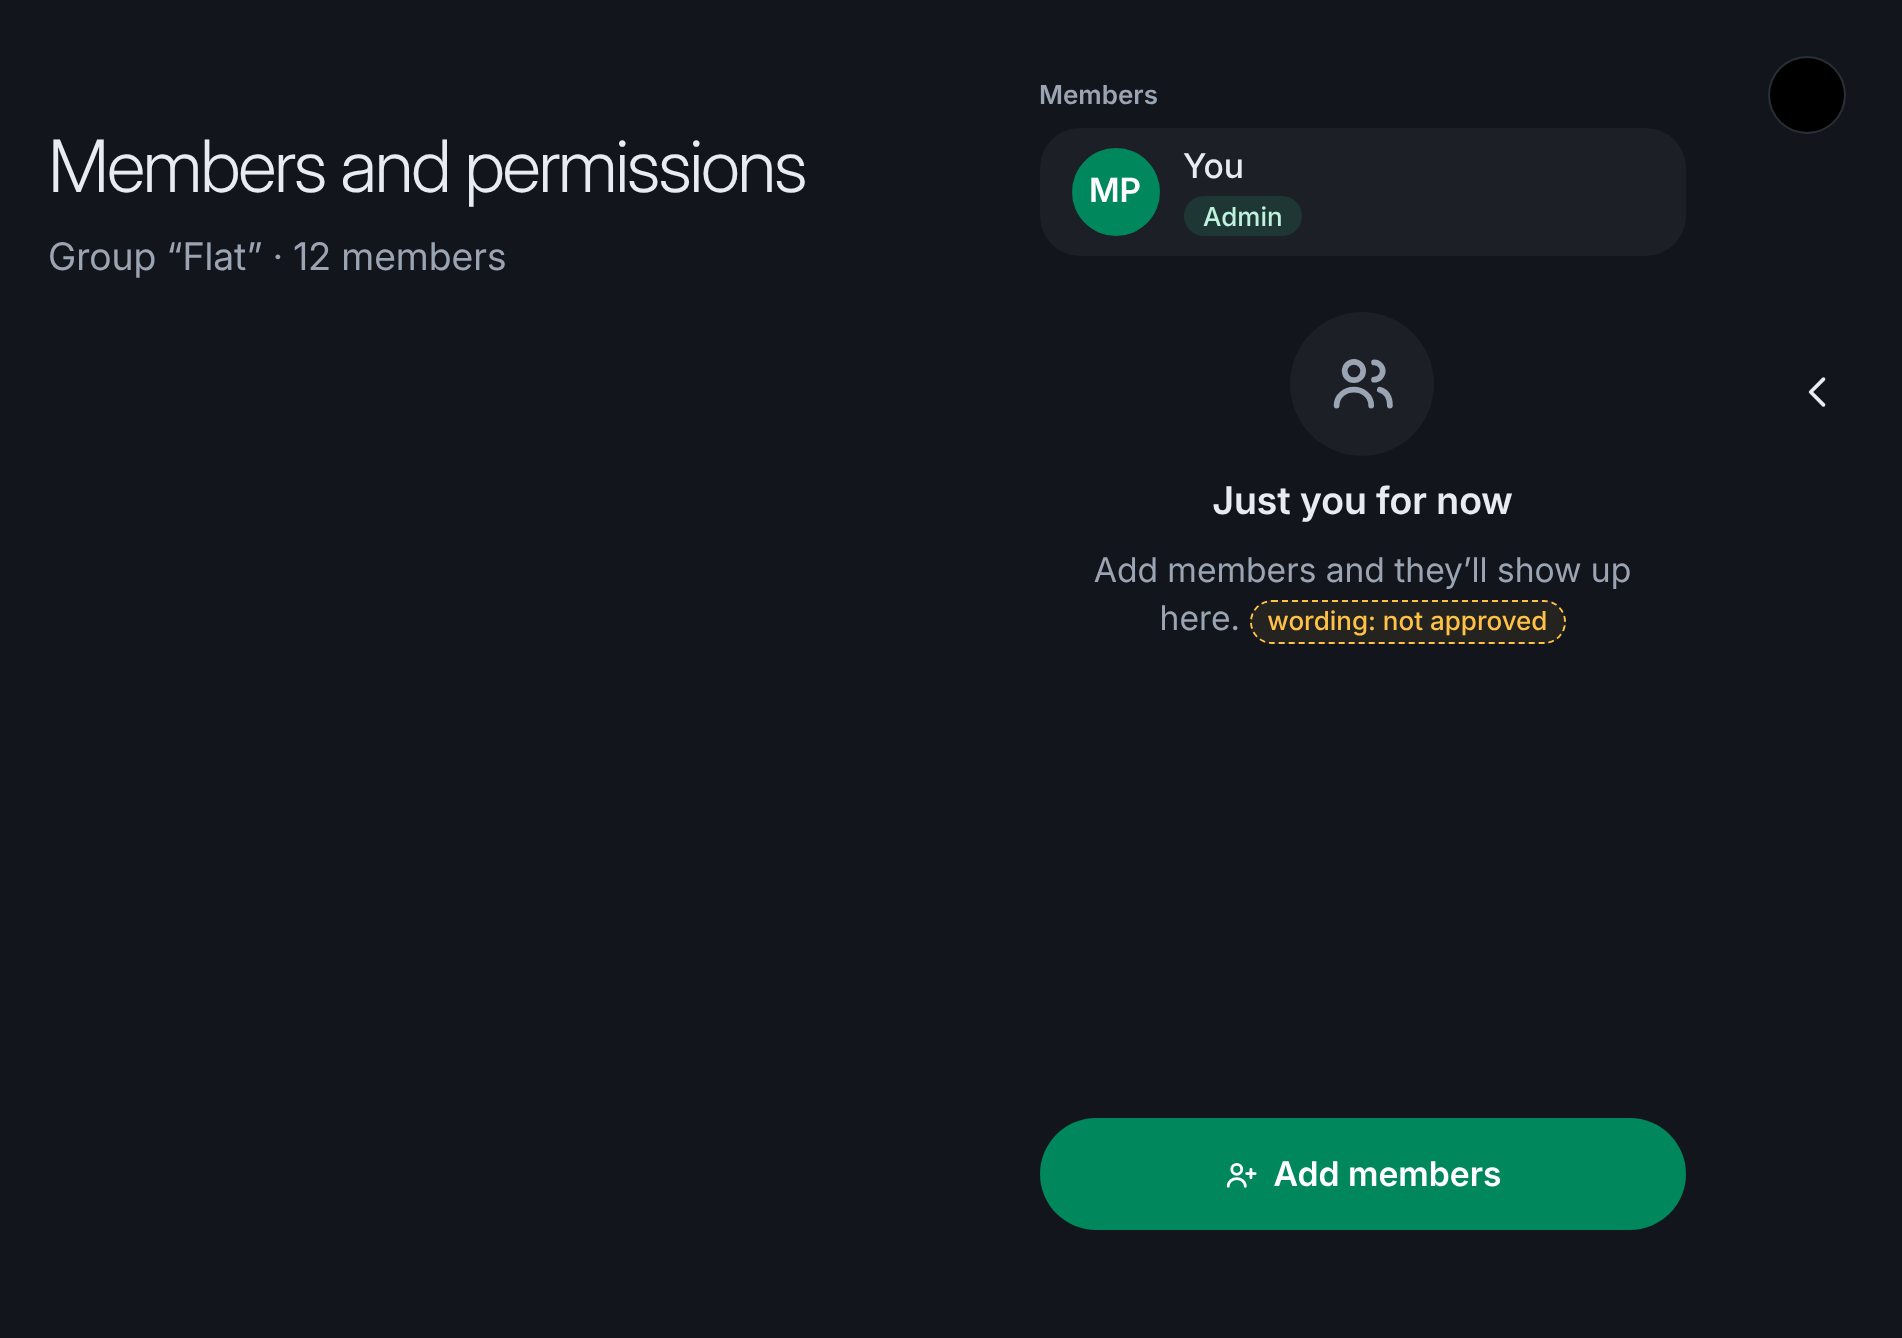 Members and permissions
Group “Flat” · 12 members
Members
MP
You
Admin
Just you for now
Add members and they’ll show up
here. wording: not approved
Add members